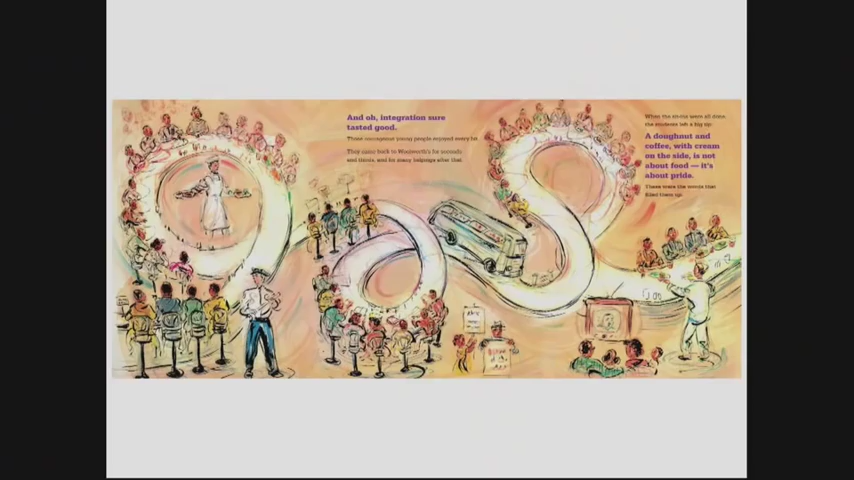 And oh, integration sure
tasted good.
Those courageous young people enjoyed every bit.
They came back to Woolworth's for seconds
and thirds, and for many helpings after that.
When the sit-ins were all done,
the students left a big tip:
A doughnut and
coffee, with cream
on the side, is not
about food — it's
about pride.
These were the words that
filled them up.